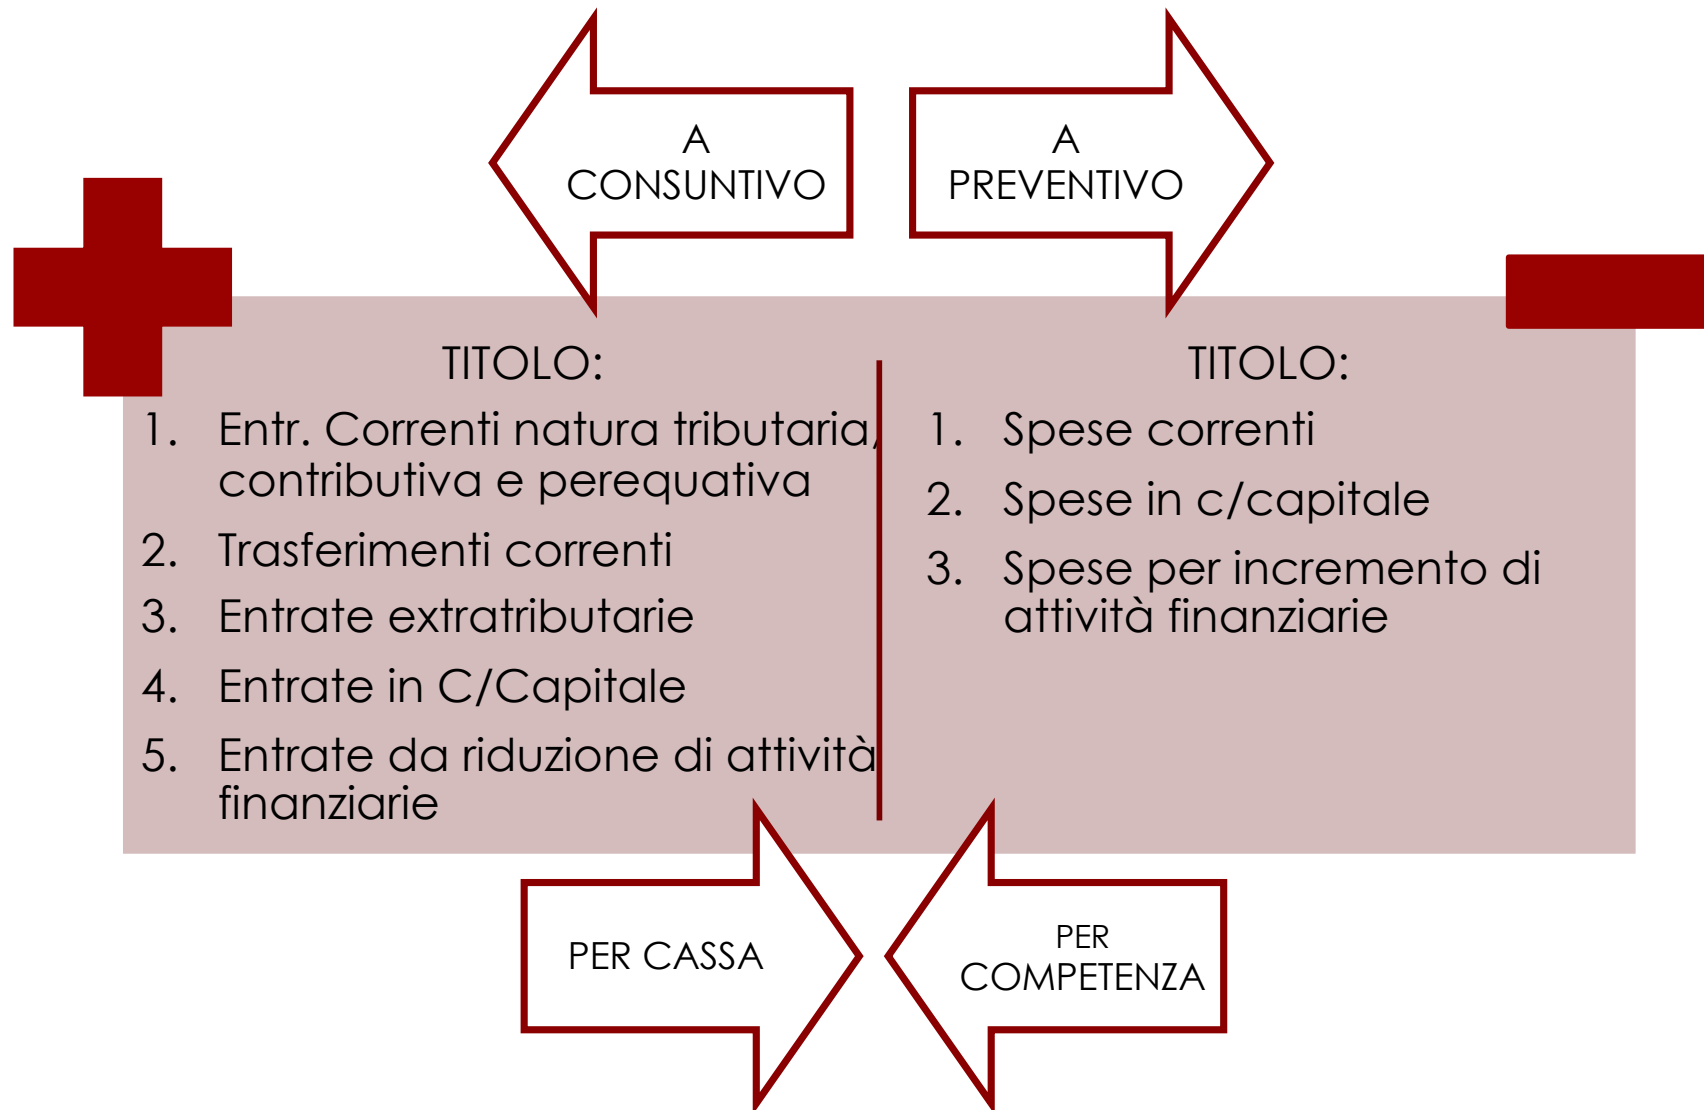 A
CONSUNTIVO
A
PREVENTIVO
TITOLO:
1. Entr. Correnti natura tributaria,
contributiva e perequativa
2. Trasferimenti correnti
3. Entrate extratributarie
4. Entrate in C/Capitale
5. Entrate da riduzione di attività
finanziarie
TITOLO:
1. Spese correnti
2. Spese in c/capitale
3. Spese per incremento di
attività finanziarie
PER CASSA
PER
COMPETENZA